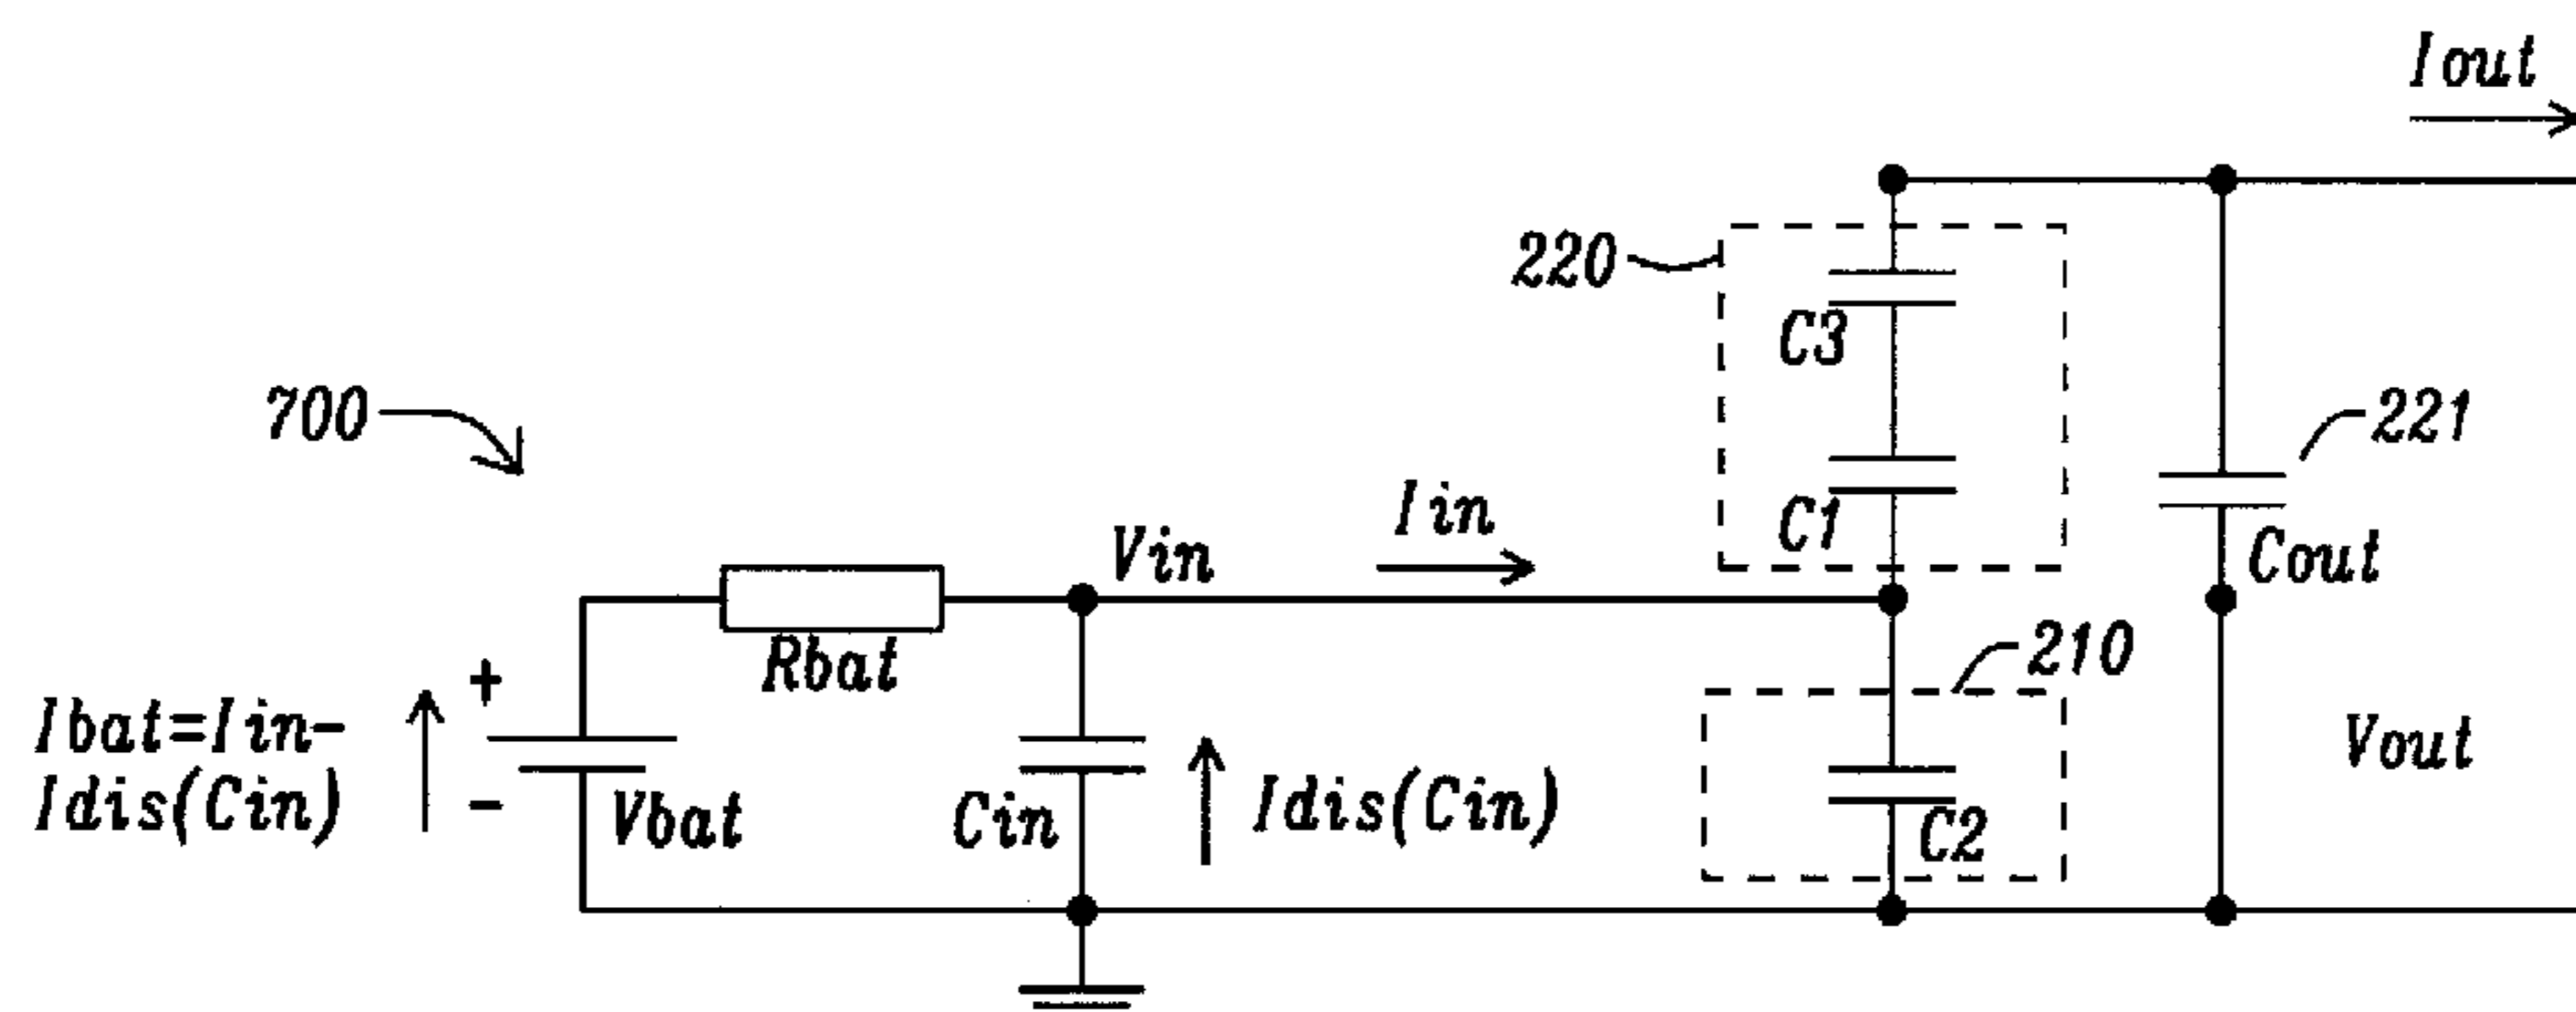 Iout
220
C3
700
221
C1
Iin
Vin
Cout
210
Rbat
+
Ibat=Iin-
Idis(Cin)
-
Vbat
Cin
Idis(Cin)
C2
Vout